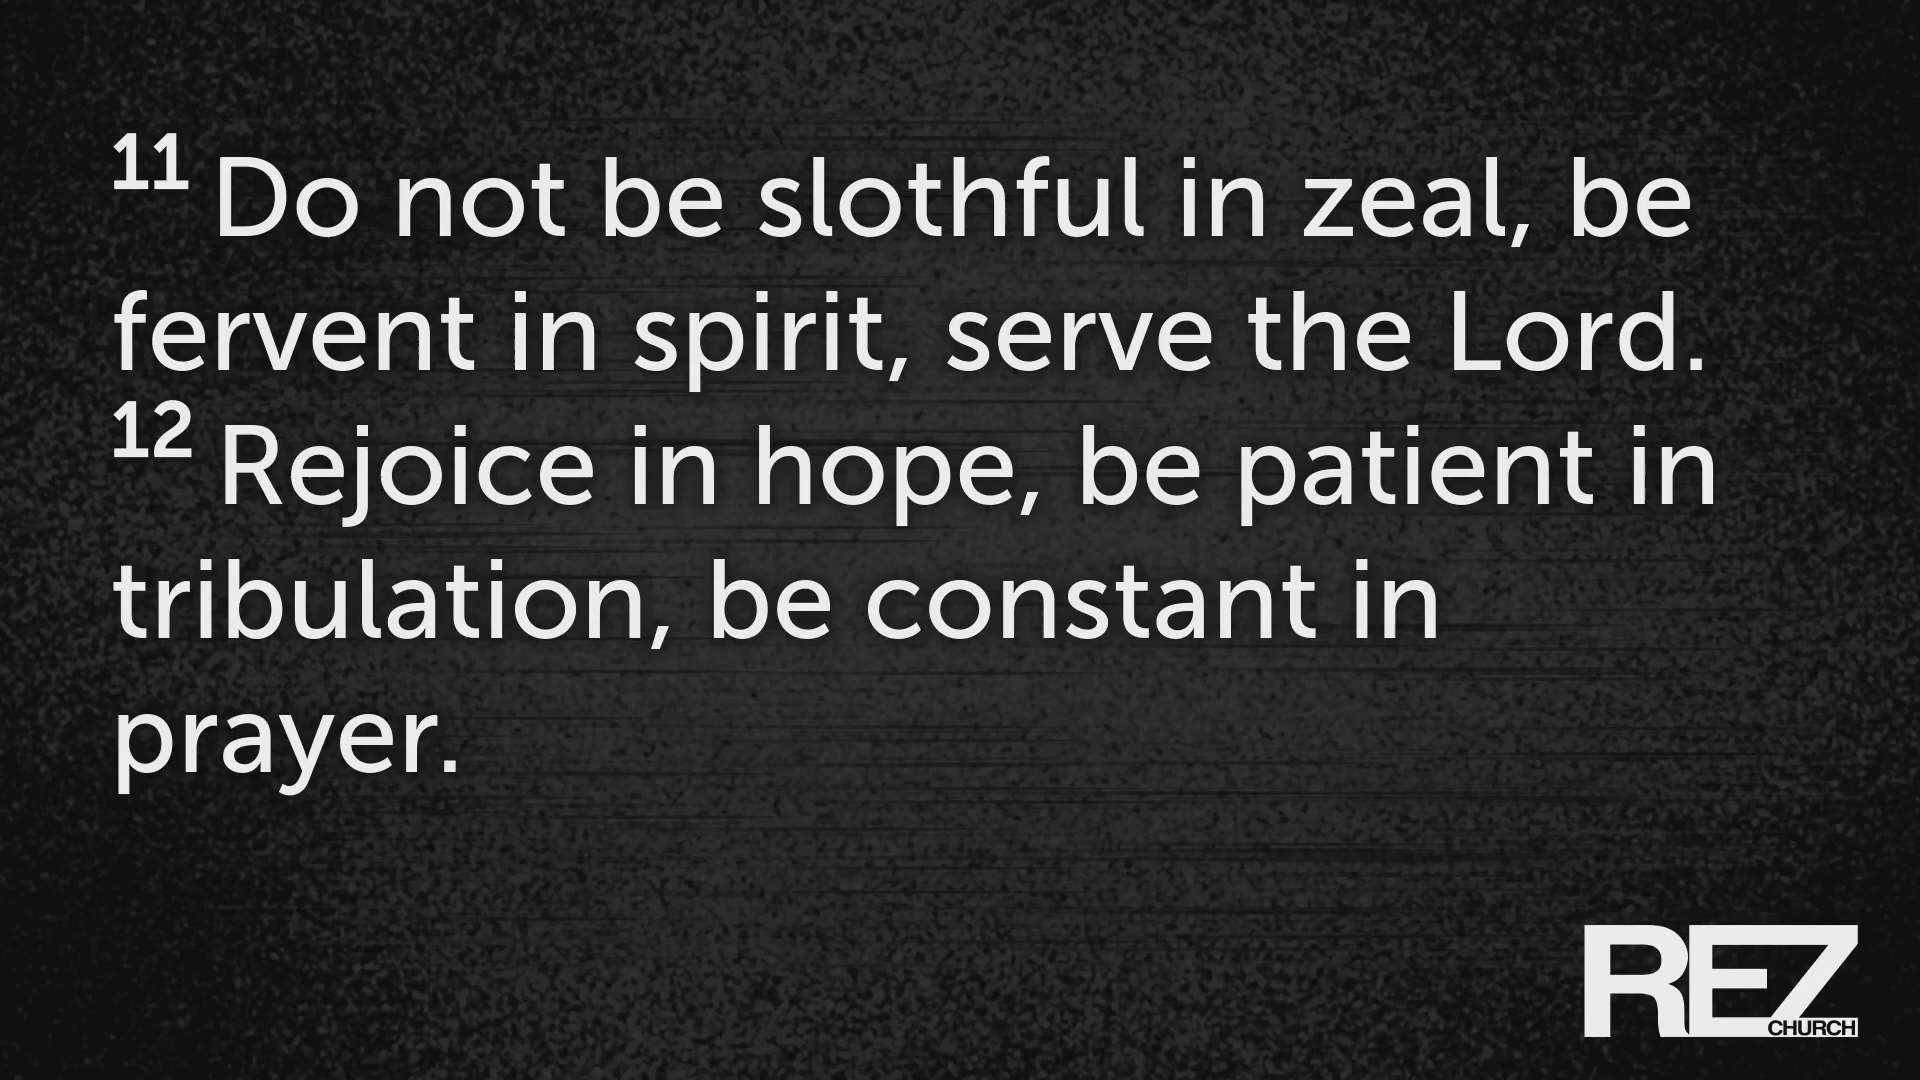 11 Do not be slothful in zeal, be
fervent in spirit, serve the Lord.
12 Rejoice in hope, be patient in
tribulation, be constant in
prayer.
REZ
CHURCH